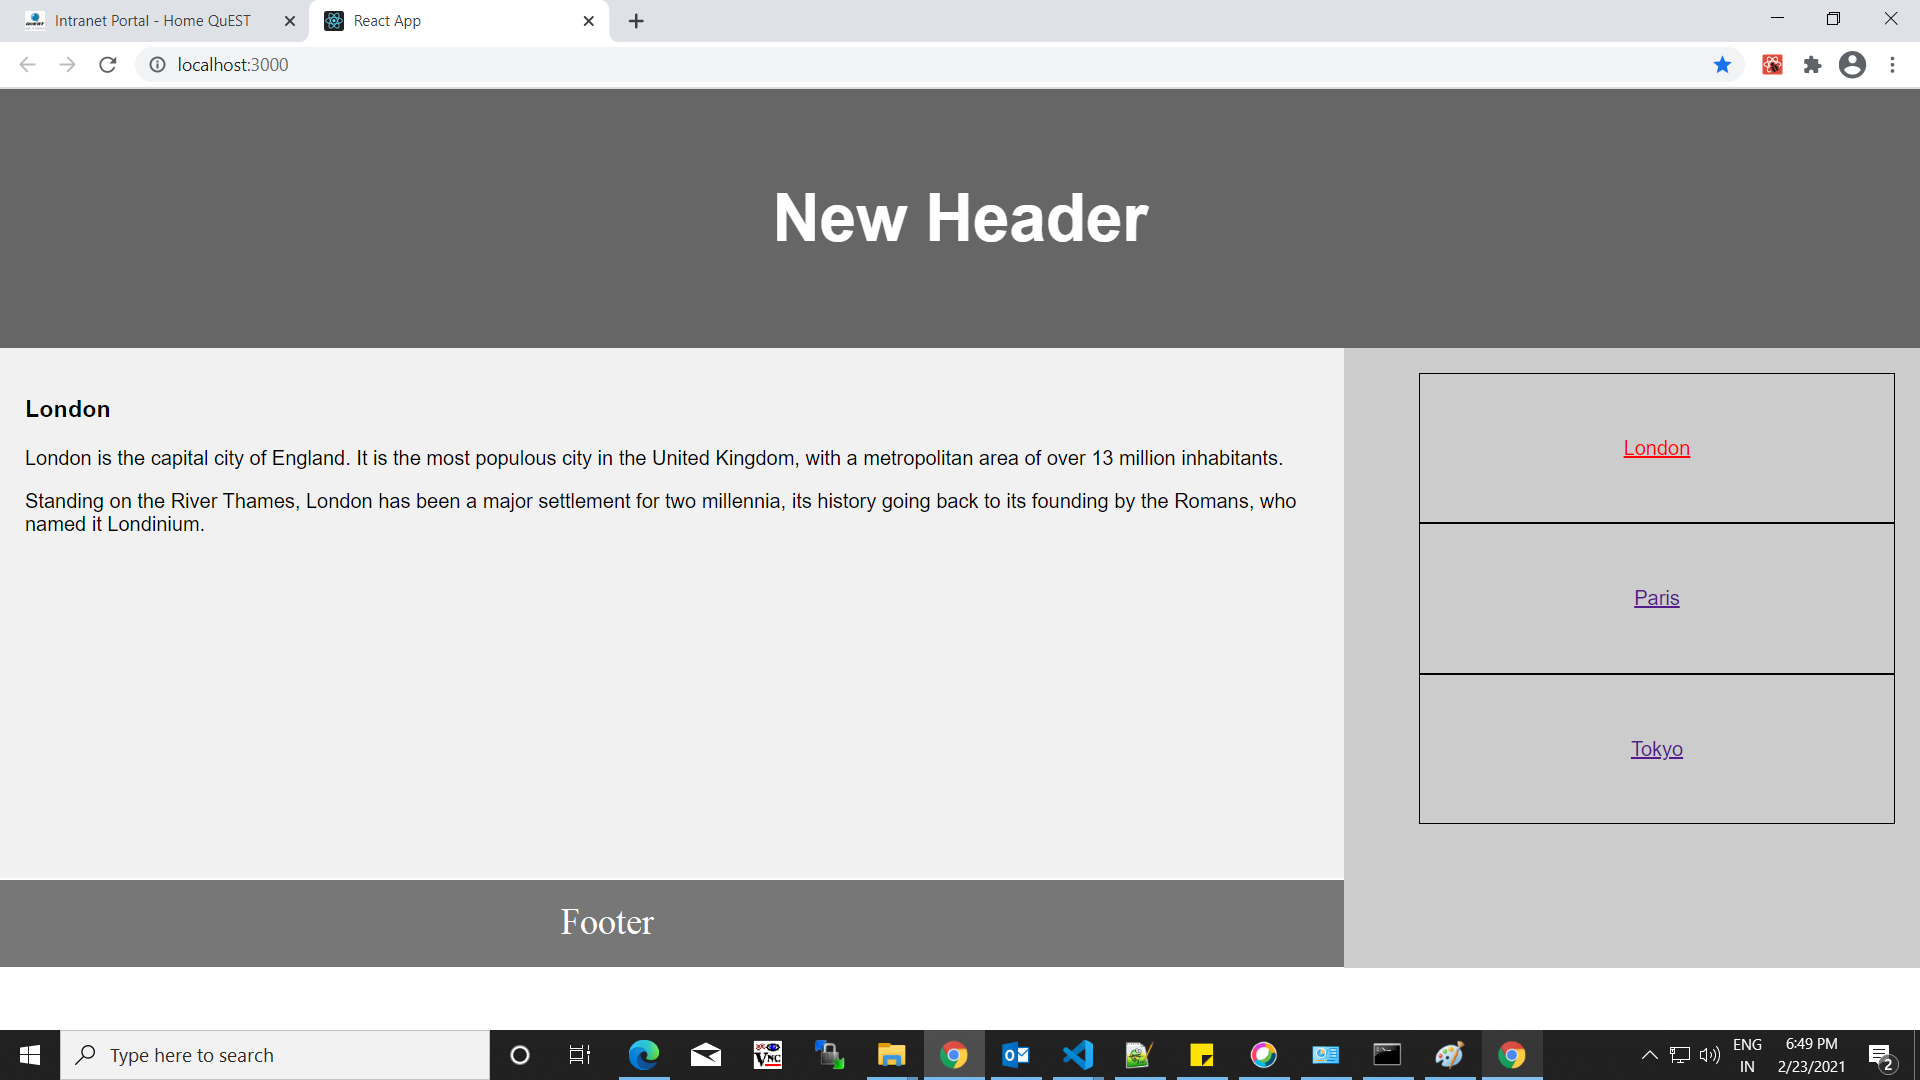 Intranet Portal - Home QuEST
React App
localhost:3000
New Header
London
London is the capital city of England. It is the most populous city in the United Kingdom, with a metropolitan area of over 13 million inhabitants.
Standing on the River Thames, London has been a major settlement for two millennia, its history going back to its founding by the Romans, who
named it Londinium.
London
Paris
Tokyo
Footer
Type here to search
VNC
ENG
IN
6:49 PM
2/23/2021
2